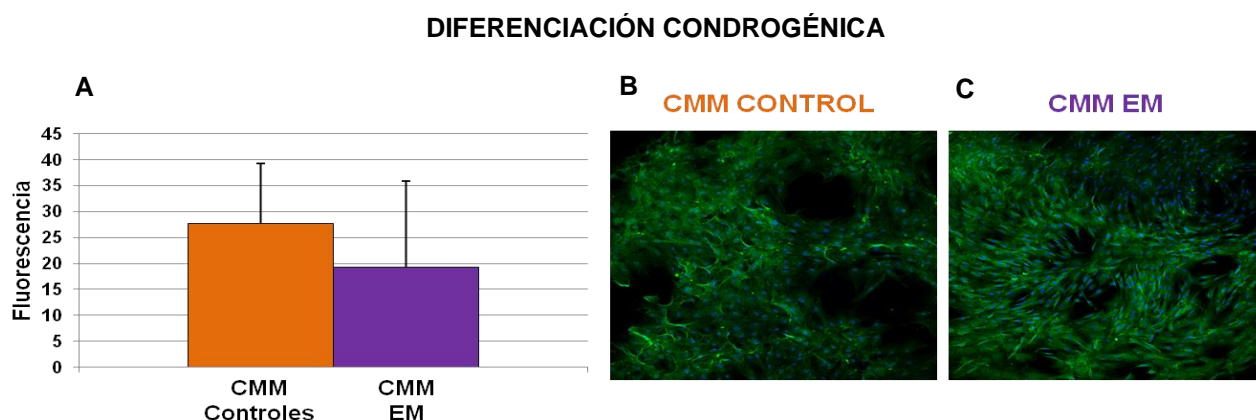 DIFERENCIACIÓN CONDROGÉNICA
A
45
40
35
30
25
20
15
10
5
0
Fluorescencia
CMM
Controles
CMM
EM
B
CMM CONTROL
C
CMM EM